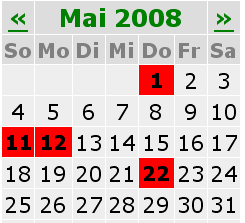 « Mai 2008 »
So Mo Di Mi Do Fr Sa
1 2 3
4 5 6 7 8 9 10
11 12 13 14 15 16 17
18 19 20 21 22 23 24
25 26 27 28 29 30 31